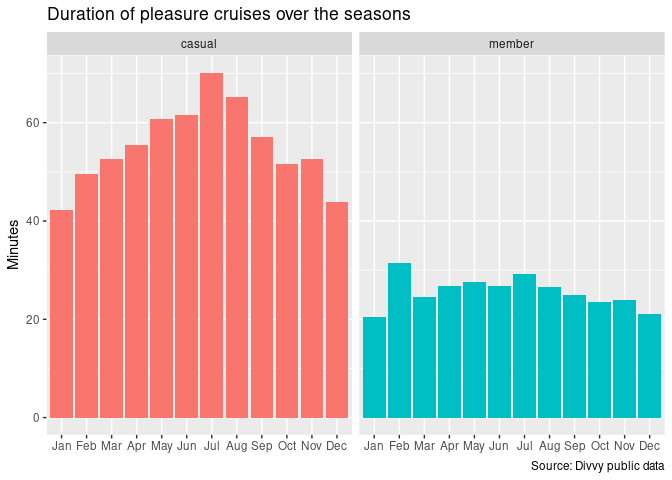 Duration of pleasure cruises over the seasons
casual
member
Minutes
60
40
20
0
Jan Feb Mar Apr May Jun Jul Aug Sep Oct Nov Dec
Jan Feb Mar Apr May Jun Jul Aug Sep Oct Nov Dec
Source: Divvy public data